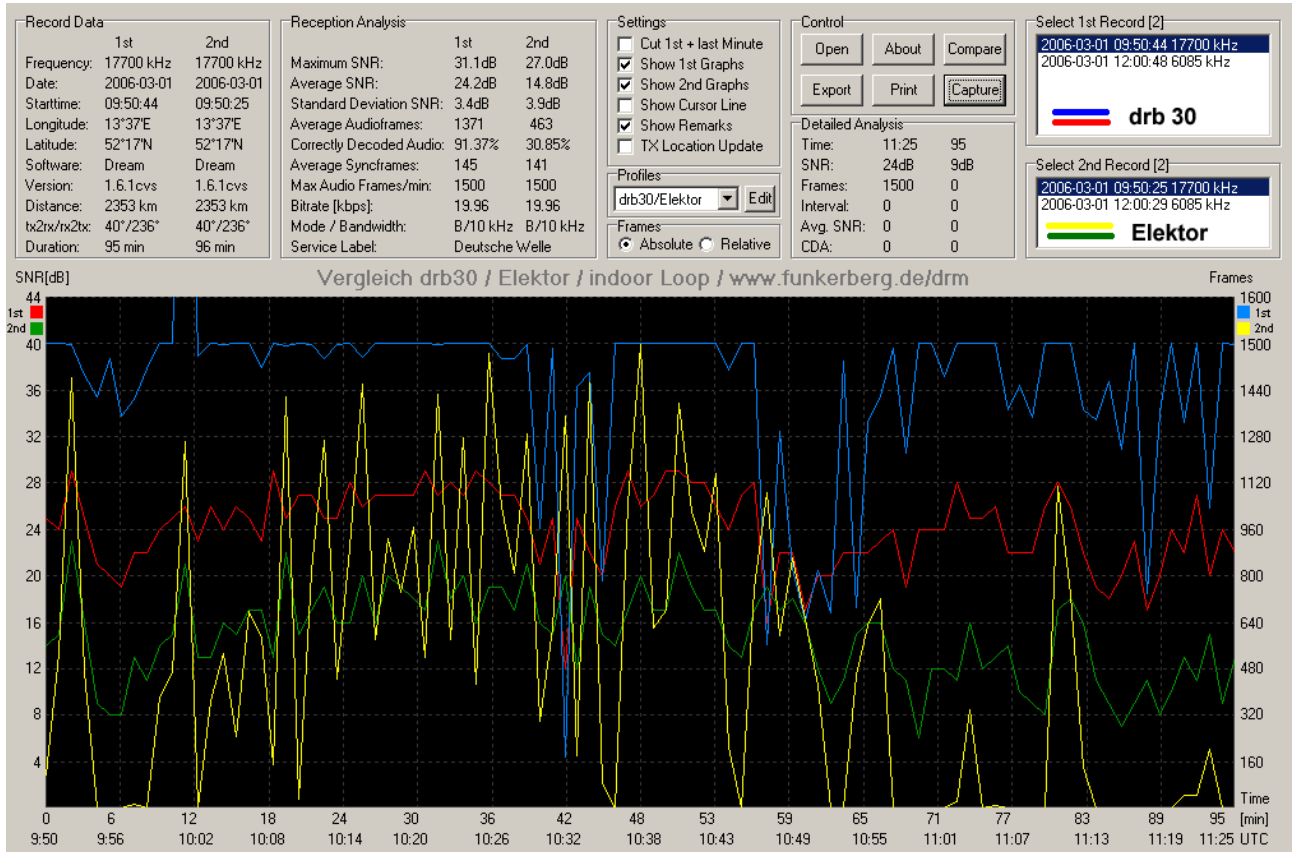 Record Data
1st 2nd
Frequency: 17700 kHz 17700 kHz
Date: 2006-03-01 2006-03-01
Starttime: 09:50:44 09:50:25
Longitude: 13°37'E 13°37'E
Latitude: 52°17'N 52°17'N
Software: Dream Dream
Version: 1.6.1cvs 1.6.1cvs
Distance: 2353 km 2353 km
tx2rx/rx2tx: 40°/236° 40°/236°
Duration: 95 min 96 min
Reception Analysis
1st 2nd
Maximum SNR: 31.1dB 27.0dB
Average SNR: 24.2dB 14.8dB
Standard Deviation SNR: 3.4dB 3.9dB
Average Audioframes: 1371 463
Correctly Decoded Audio: 91.37% 30.85%
Average Syncframes: 145 141
Max Audio Frames/min: 1500 1500
Bitrate [kbps]: 19.96 19.96
Mode / Bandwidth: B/10 kHz B/10 kHz
Service Label: Deutsche Welle
Settings
Cut 1st + last Minute
Show 1st Graphs
Show 2nd Graphs
Show Cursor Line
Show Remarks
TX Location Update
Profiles
drb30/Elektor Edit
Frames
Absolute Relative
Control
Open About Compare
Export Print Capture
Detailed Analysis
Time: 11:25 95
SNR: 24dB 9dB
Frames: 1500 0
Interval: 0 0
Avg. SNR: 0 0
CDA: 0 0
Select 1st Record [2]
2006-03-01 09:50:44 17700 kHz
2006-03-01 12:00:48 6085 kHz
drb 30
Select 2nd Record [2]
2006-03-01 09:50:25 17700 kHz
2006-03-01 12:00:29 6085 kHz
Elektor
SNR[dB] Vergleich drb30 / Elektor / indoor Loop / www.funkerberg.de/drm Frames
44 1600
1st 1st
2nd 2nd
40 1500
36 1440
32 1280
28 1120
24 960
20 800
16 640
12 480
8 320
4 160
Time
0 6 12 18 24 30 36 42 48 53 59 65 71 77 83 89 95 [min]
9:50 9:56 10:02 10:08 10:14 10:20 10:26 10:32 10:38 10:43 10:49 10:55 11:01 11:07 11:13 11:19 11:25 UTC